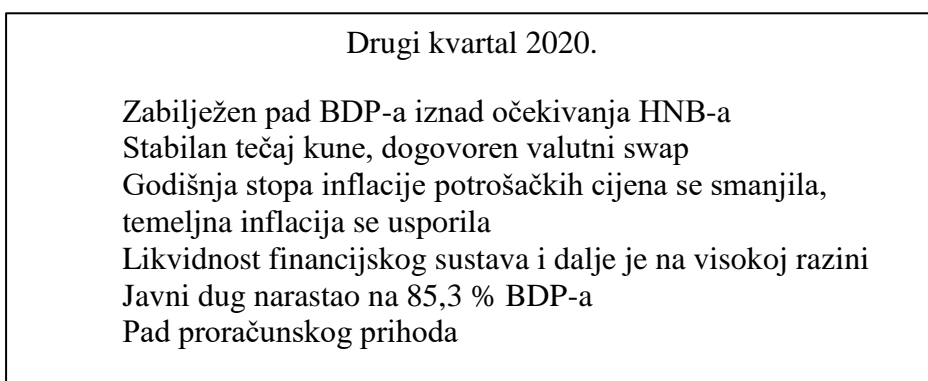 Drugi kvartal 2020.
Zabilježen pad BDP-a iznad očekivanja HNB-a
Stabilan tečaj kune, dogovoren valutni swap
Godišnja stopa inflacije potrošačkih cijena se smanjila,
temeljna inflacija se usporila
Likvidnost financijskog sustava i dalje je na visokoj razini
Javni dug narastao na 85,3 % BDP-a
Pad proračunskog prihoda